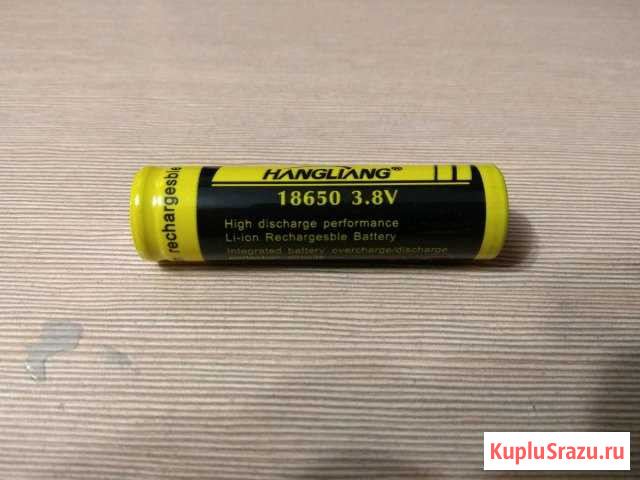 rechargesble
HANGLIANG®
18650 3.8V
High discharge performance
Li-ion Rechargesble Battery
Integrated battery overcharge/discharge
KupluSrazu.ru